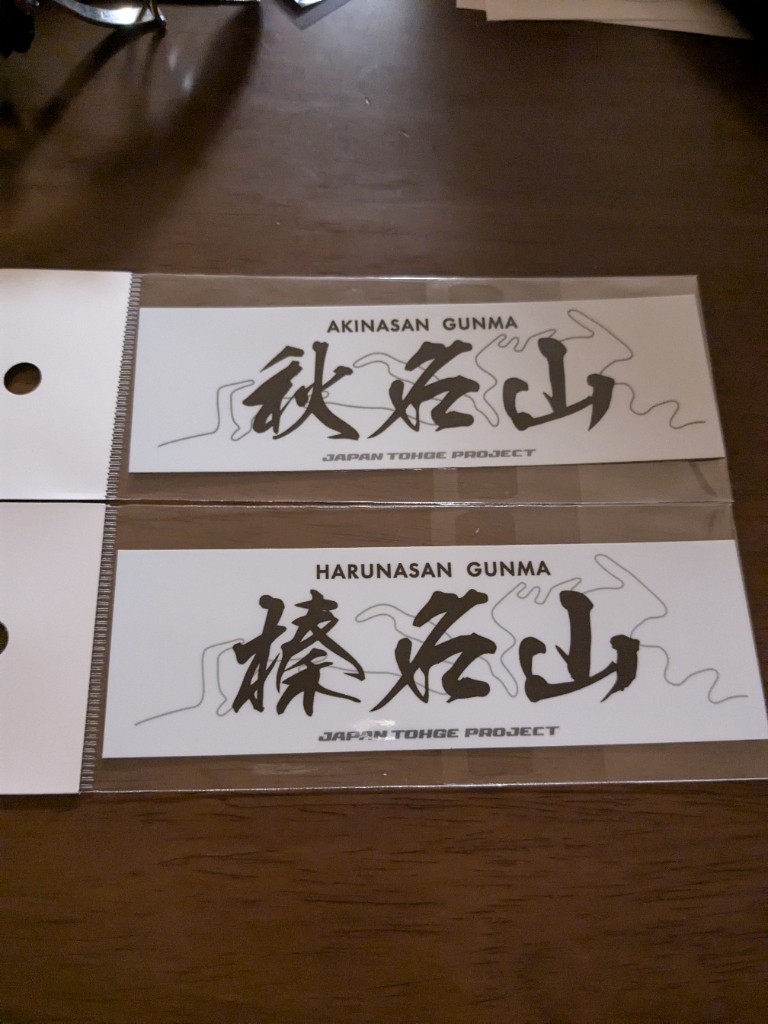 AKINASAN GUNMA
秋名山
JAPAN TOHGE PROJECT
HARUNASAN GUNMA
榛名山
JAPAN TOHGE PROJECT